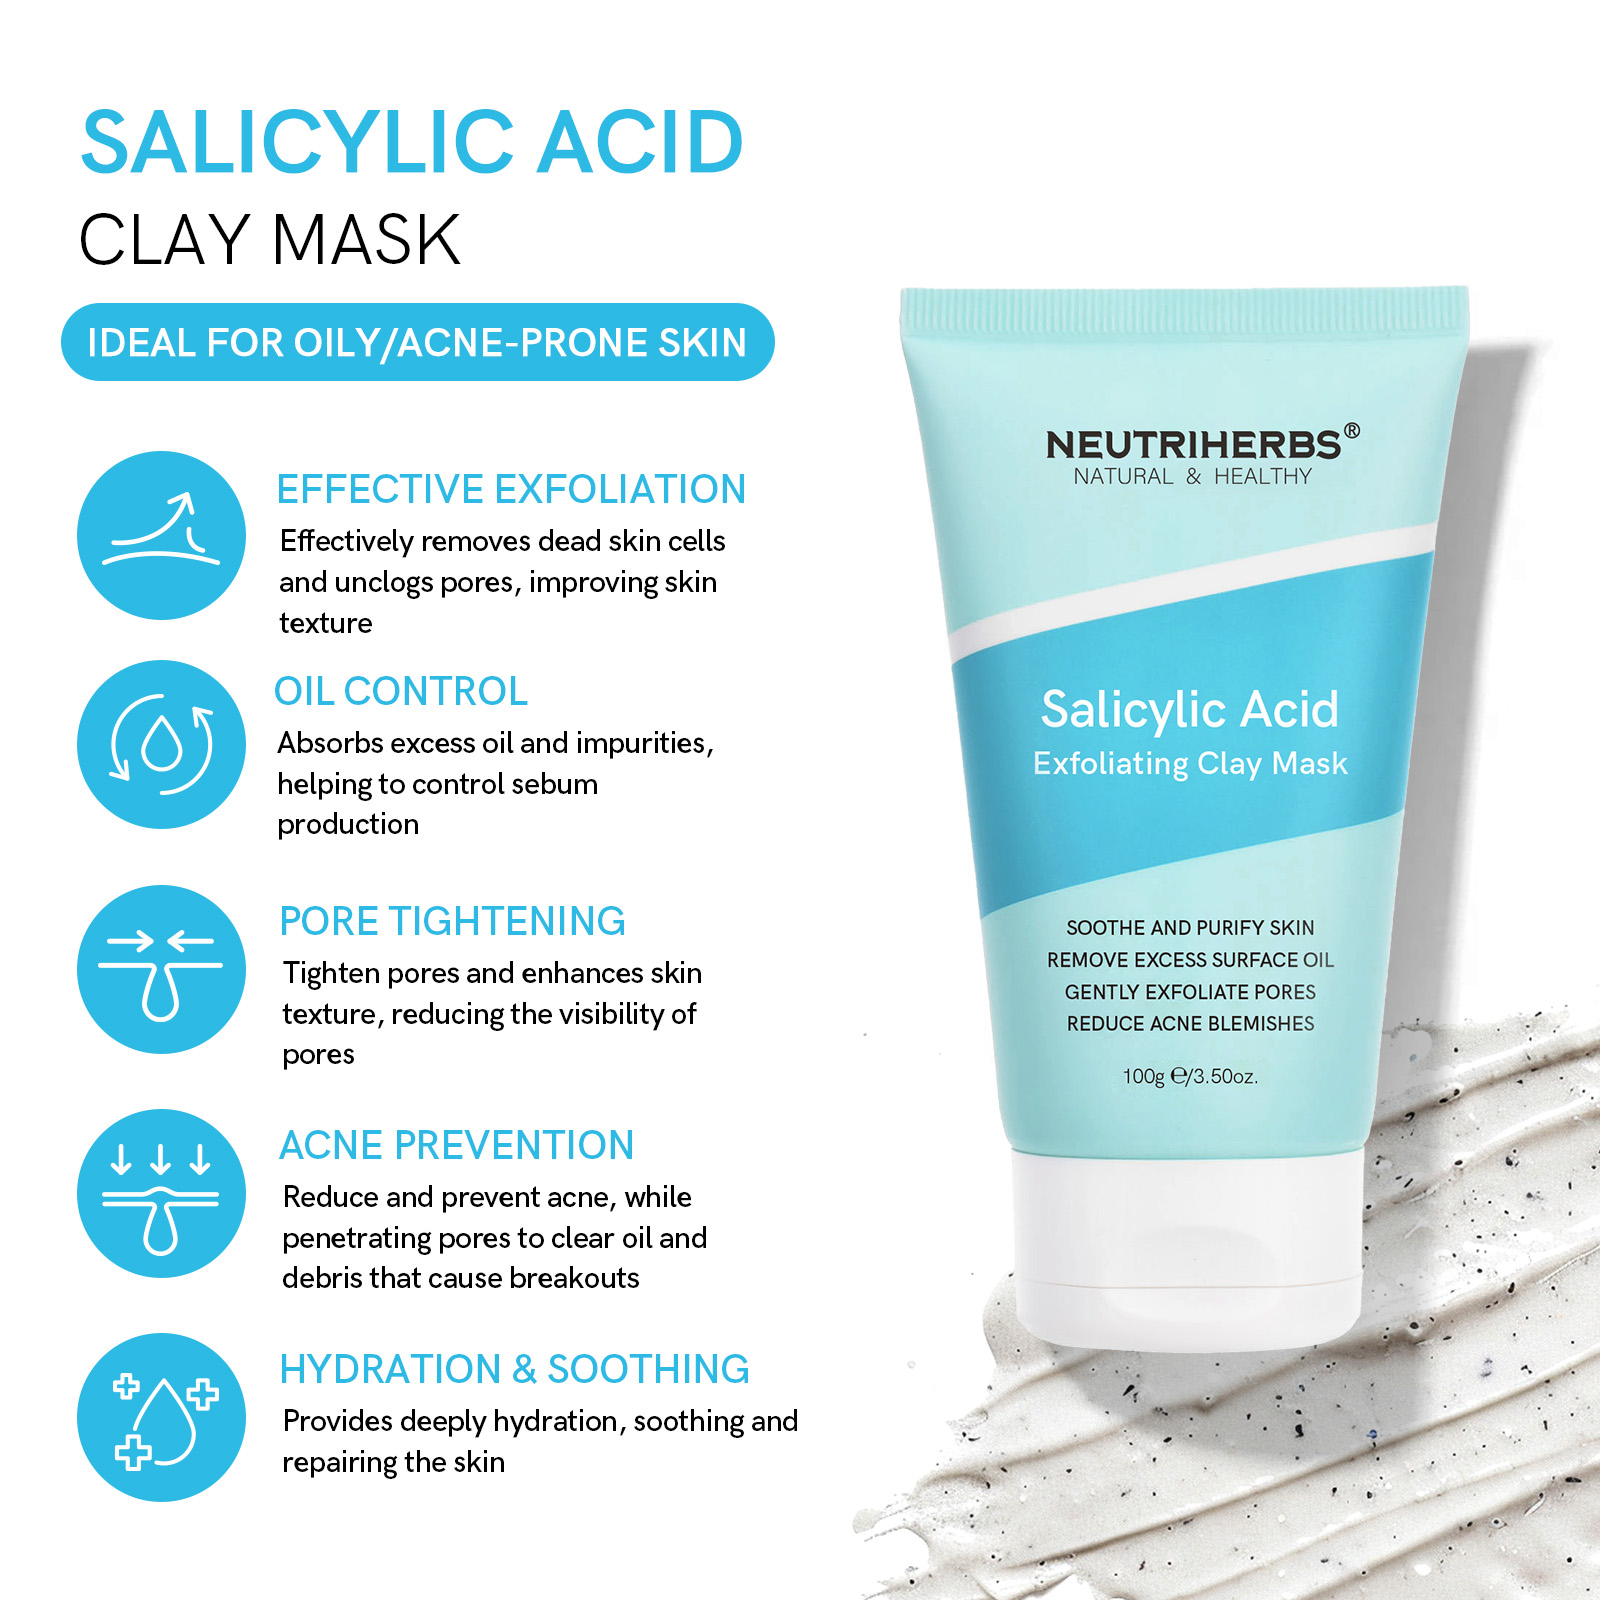 SALICYLIC ACID
CLAY MASK
IDEAL FOR OILY/ACNE-PRONE SKIN
EFFECTIVE EXFOLIATION
Effectively removes dead skin cells
and unclogs pores, improving skin
texture
OIL CONTROL
Absorbs excess oil and impurities,
helping to control sebum
production
PORE TIGHTENING
Tighten pores and enhances skin
texture, reducing the visibility of
pores
ACNE PREVENTION
Reduce and prevent acne, while
penetrating pores to clear oil and
debris that cause breakouts
HYDRATION & SOOTHING
Provides deeply hydration, soothing and
repairing the skin
NEUTRIHERBS®
NATURAL & HEALTHY
Salicylic Acid
Exfoliating Clay Mask
SOOTHE AND PURIFY SKIN
REMOVE EXCESS SURFACE OIL
GENTLY EXFOLIATE PORES
REDUCE ACNE BLEMISHES
100g ℮/3.50oz.